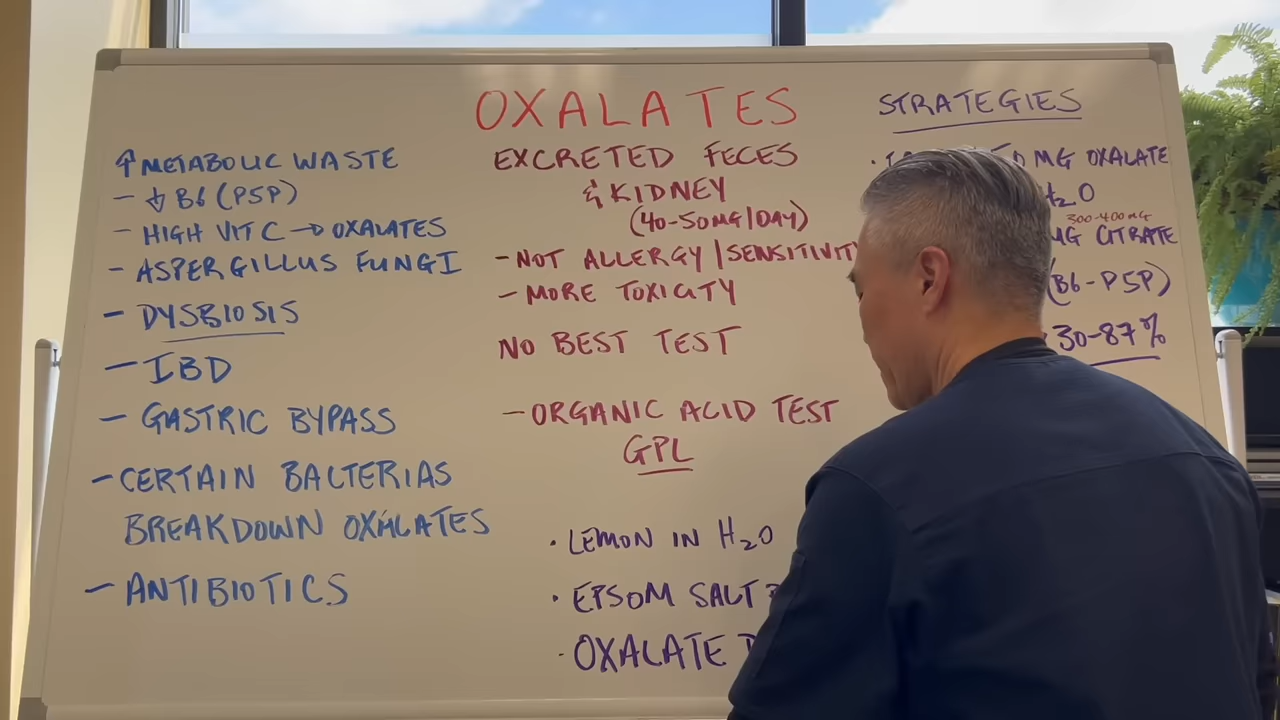 OXALATES
↑ METABOLIC WASTE
- ↓ B6 (P5P)
- HIGH VIT C → OXALATES
- ASPERGILLUS FUNGI
- DYSBIOSIS
- IBD
- GASTRIC BYPASS
- CERTAIN BACTERIAS
BREAKDOWN OXALATES
- ANTIBIOTICS
EXCRETED FECES
& KIDNEY
(40-50MG/DAY)
- NOT ALLERGY/SENSITIVITY
- MORE TOXICITY
NO BEST TEST
- ORGANIC ACID TEST
GPL
• LEMON IN H2O
• EPSOM SALT
• OXALATE
STRATEGIES
MG OXALATE
H2O
300-400MG
MG CITRATE
(B6-P5P)
30-87%